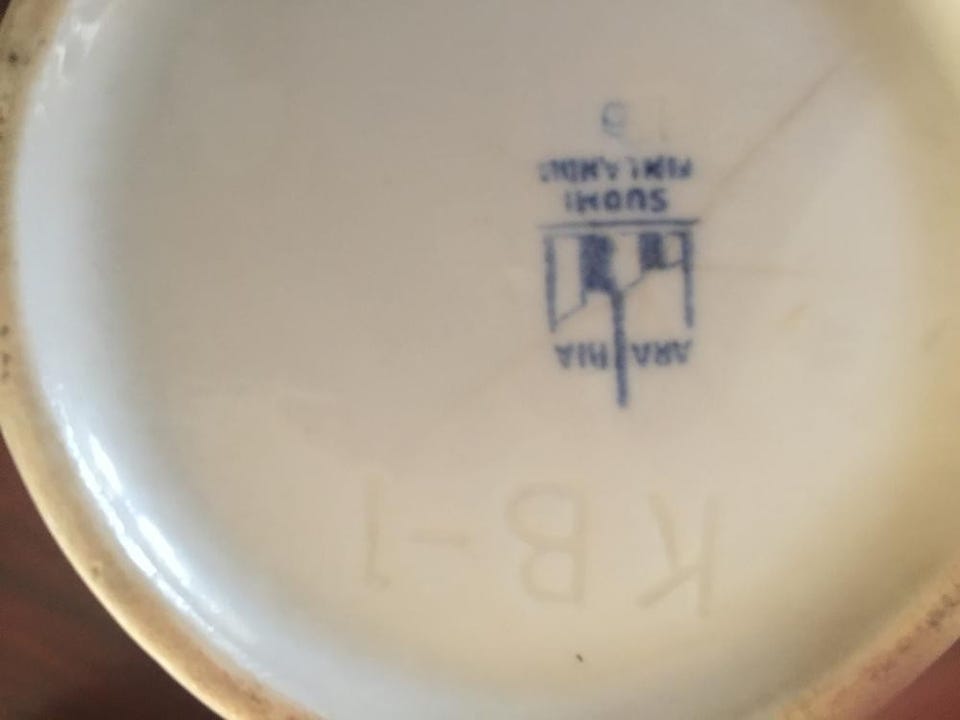 KB-1
ARABIA
SUOMI
FINLAND